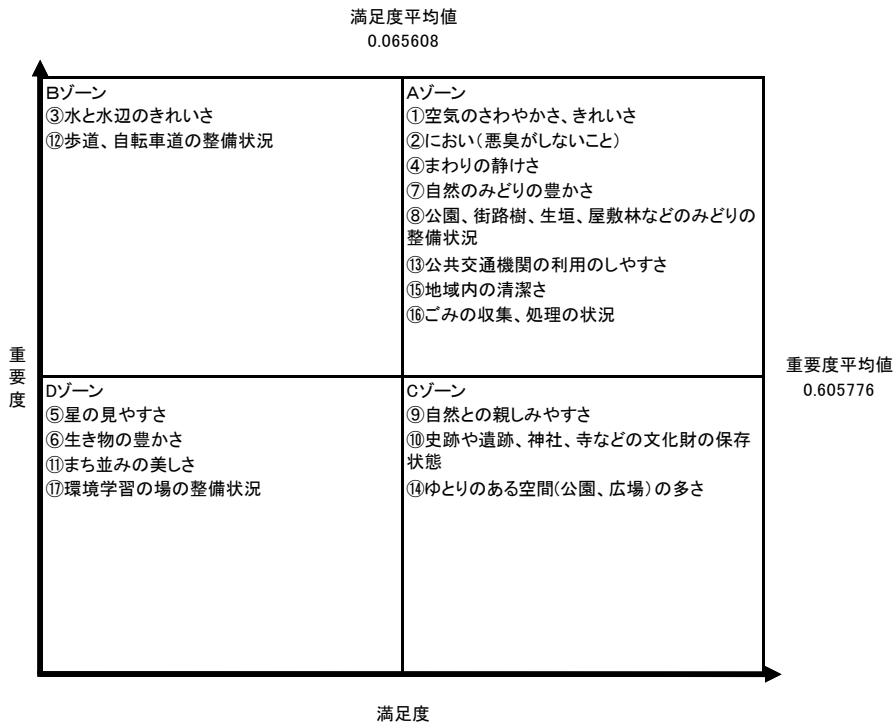 満足度平均値
0.065608
Bゾーン
③水と水辺のきれいさ
⑫歩道、自転車道の整備状況
Aゾーン
①空気のさわやかさ、きれいさ
②におい(悪臭がしないこと)
④まわりの静けさ
⑦自然のみどりの豊かさ
⑧公園、街路樹、生垣、屋敷林などのみどりの
整備状況
⑬公共交通機関の利用のしやすさ
⑮地域内の清潔さ
⑯ごみの収集、処理の状況
重要度
重要度平均値
0.605776
Dゾーン
⑤星の見やすさ
⑥生き物の豊かさ
⑪まち並みの美しさ
⑰環境学習の場の整備状況
Cゾーン
⑨自然との親しみやすさ
⑩史跡や遺跡、神社、寺などの文化財の保存
状態
⑭ゆとりのある空間(公園、広場)の多さ
満足度